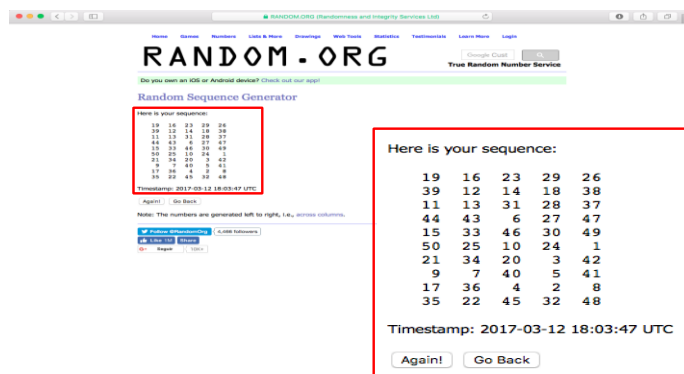 RANDOM.ORG (Randomness and Integrity Services Ltd)
Home Games Numbers Lists & More Drawings Web Tools Statistics Testimonials Learn More Login
RANDOM.ORG
Google Cust
True Random Number Service
Do you own an iOS or Android device? Check out our app!
Random Sequence Generator
Here is your sequence:
19 16 23 29 26
39 12 14 18 38
11 13 31 28 37
44 43 6 27 47
15 33 46 30 49
50 25 10 24 1
21 34 20 3 42
9 7 40 5 41
17 36 4 2 8
35 22 45 32 48
Timestamp: 2017-03-12 18:03:47 UTC
Again! Go Back
Note: The numbers are generated left to right, i.e., across columns.
Follow @RandomOrg 4,498 followers
Like Share
Seguir
Here is your sequence:
19 16 23 29 26
39 12 14 18 38
11 13 31 28 37
44 43 6 27 47
15 33 46 30 49
50 25 10 24 1
21 34 20 3 42
9 7 40 5 41
17 36 4 2 8
35 22 45 32 48
Timestamp: 2017-03-12 18:03:47 UTC
Again! Go Back